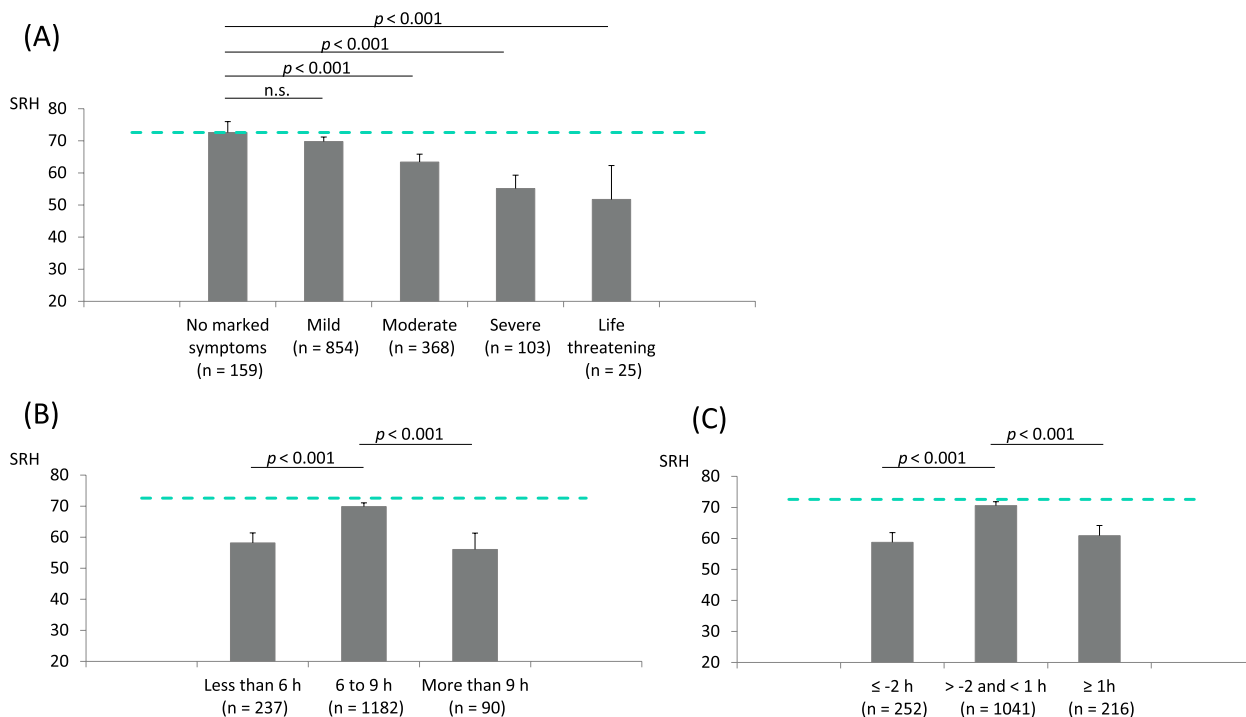 (A)
p < 0.001
p < 0.001
p < 0.001
n.s.
SRH
80
70
60
50
40
30
20
No marked symptoms (n = 159)
Mild (n = 854)
Moderate (n = 368)
Severe (n = 103)
Life threatening (n = 25)
(B)
p < 0.001
p < 0.001
SRH
80
70
60
50
40
30
20
Less than 6 h (n = 237)
6 to 9 h (n = 1182)
More than 9 h (n = 90)
(C)
p < 0.001
p < 0.001
SRH
80
70
60
50
40
30
20
≤ -2 h (n = 252)
> -2 and < 1 h (n = 1041)
≥ 1h (n = 216)